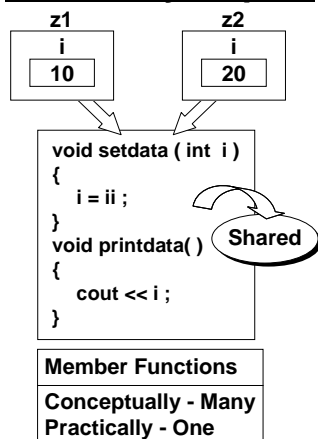 z1 z2
i i
10 20
void setdata ( int i )
{
i = ii ;
}
void printdata( )
{
cout << i ;
}
Shared
Member Functions
Conceptually - Many
Practically - One